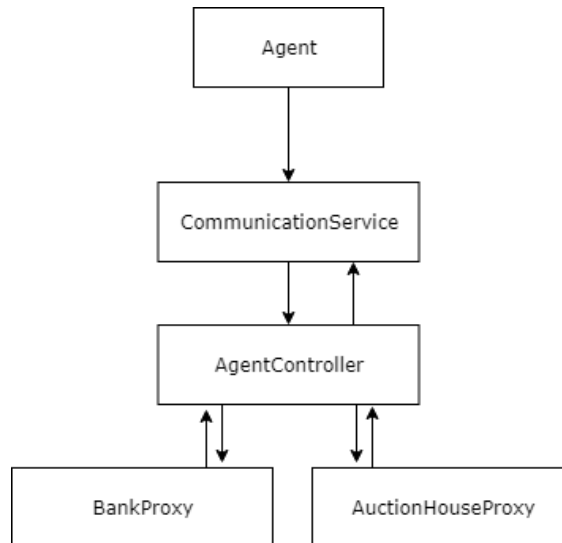 Agent
CommunicationService
AgentController
BankProxy
AuctionHouseProxy